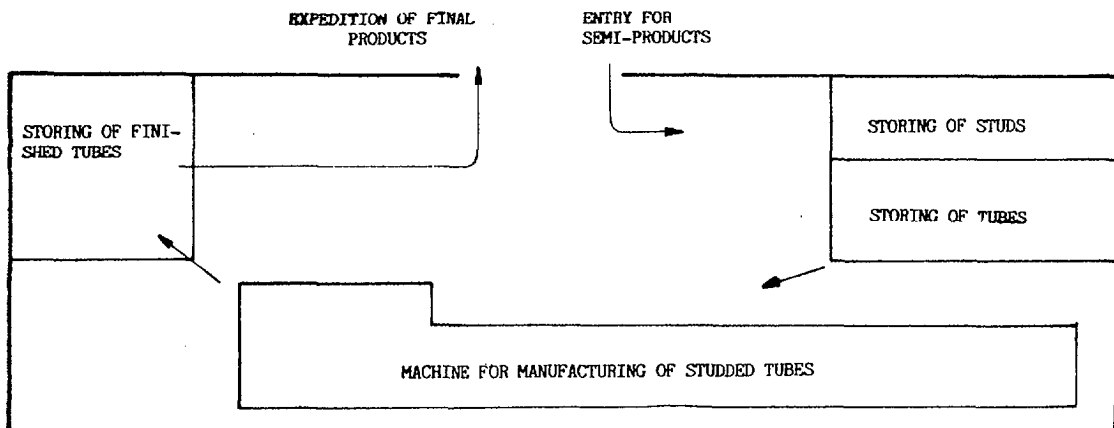 EXPEDITION OF FINAL
PRODUCTS
ENTRY FOR
SEMI-PRODUCTS
STORING OF FINI-
SHED TUBES
STORING OF STUDS
STORING OF TUBES
MACHINE FOR MANUFACTURING OF STUDDED TUBES